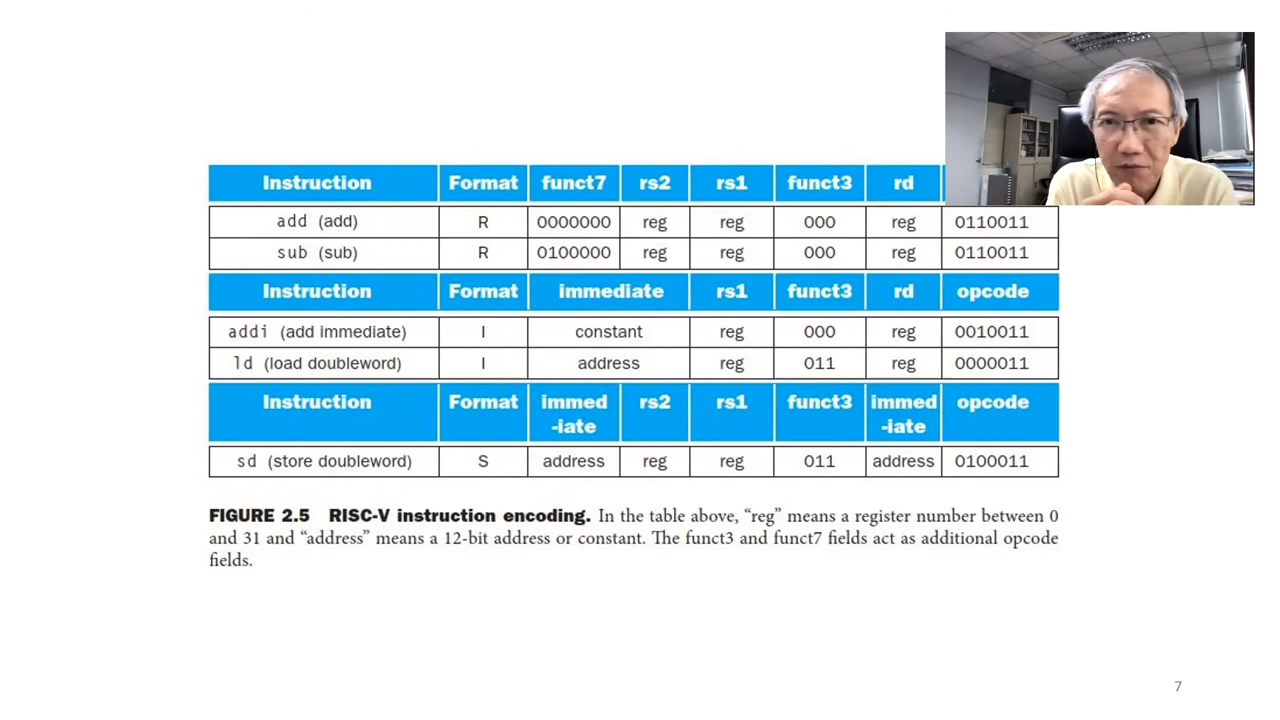 Instruction Format funct7 rs2 rs1 funct3 rd
add (add) R 0000000 reg reg 000 reg 0110011
sub (sub) R 0100000 reg reg 000 reg 0110011
Instruction Format immediate rs1 funct3 rd opcode
addi (add immediate) I constant reg 000 reg 0010011
ld (load doubleword) I address reg 011 reg 0000011
Instruction Format immed rs2 rs1 funct3 immed opcode
-iate -iate
sd (store doubleword) S address reg reg 011 address 0100011
FIGURE 2.5 RISC-V instruction encoding. In the table above, “reg” means a register number between 0
and 31 and “address” means a 12-bit address or constant. The funct3 and funct7 fields act as additional opcode
fields.
7